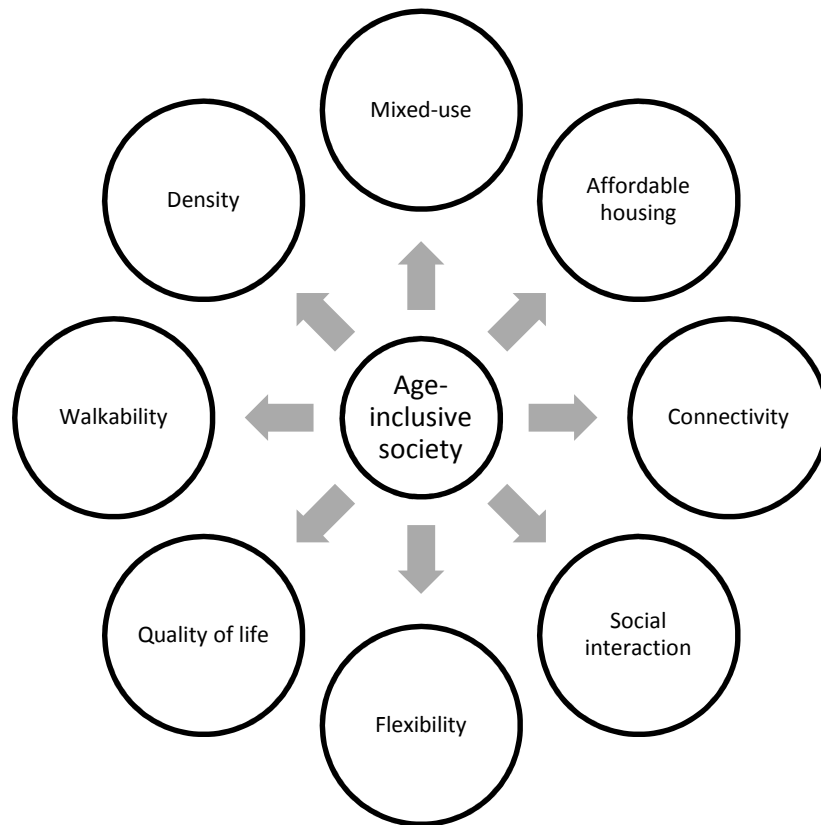 Mixed-use
Affordable
housing
Density
Age-
inclusive
society
Walkability
Connectivity
Quality of life
Social
interaction
Flexibility